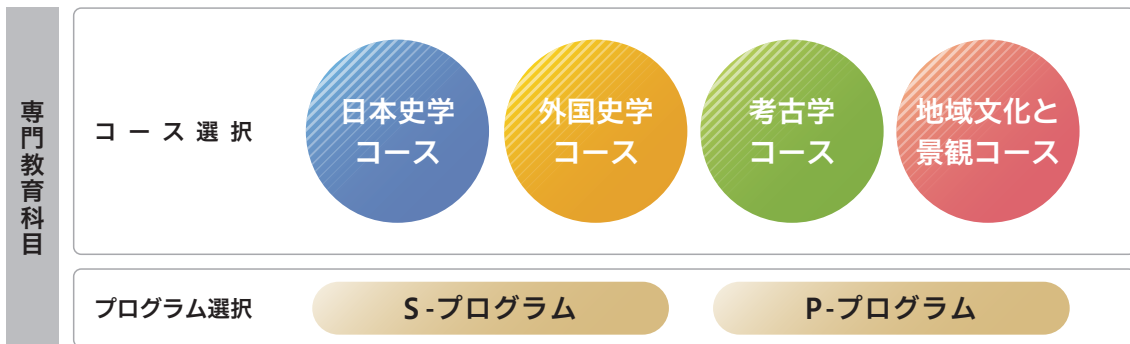 専門教育科目
コース選択
日本史学
コース
外国史学
コース
考古学
コース
地域文化と
景観コース
プログラム選択
S-プログラム
P-プログラム